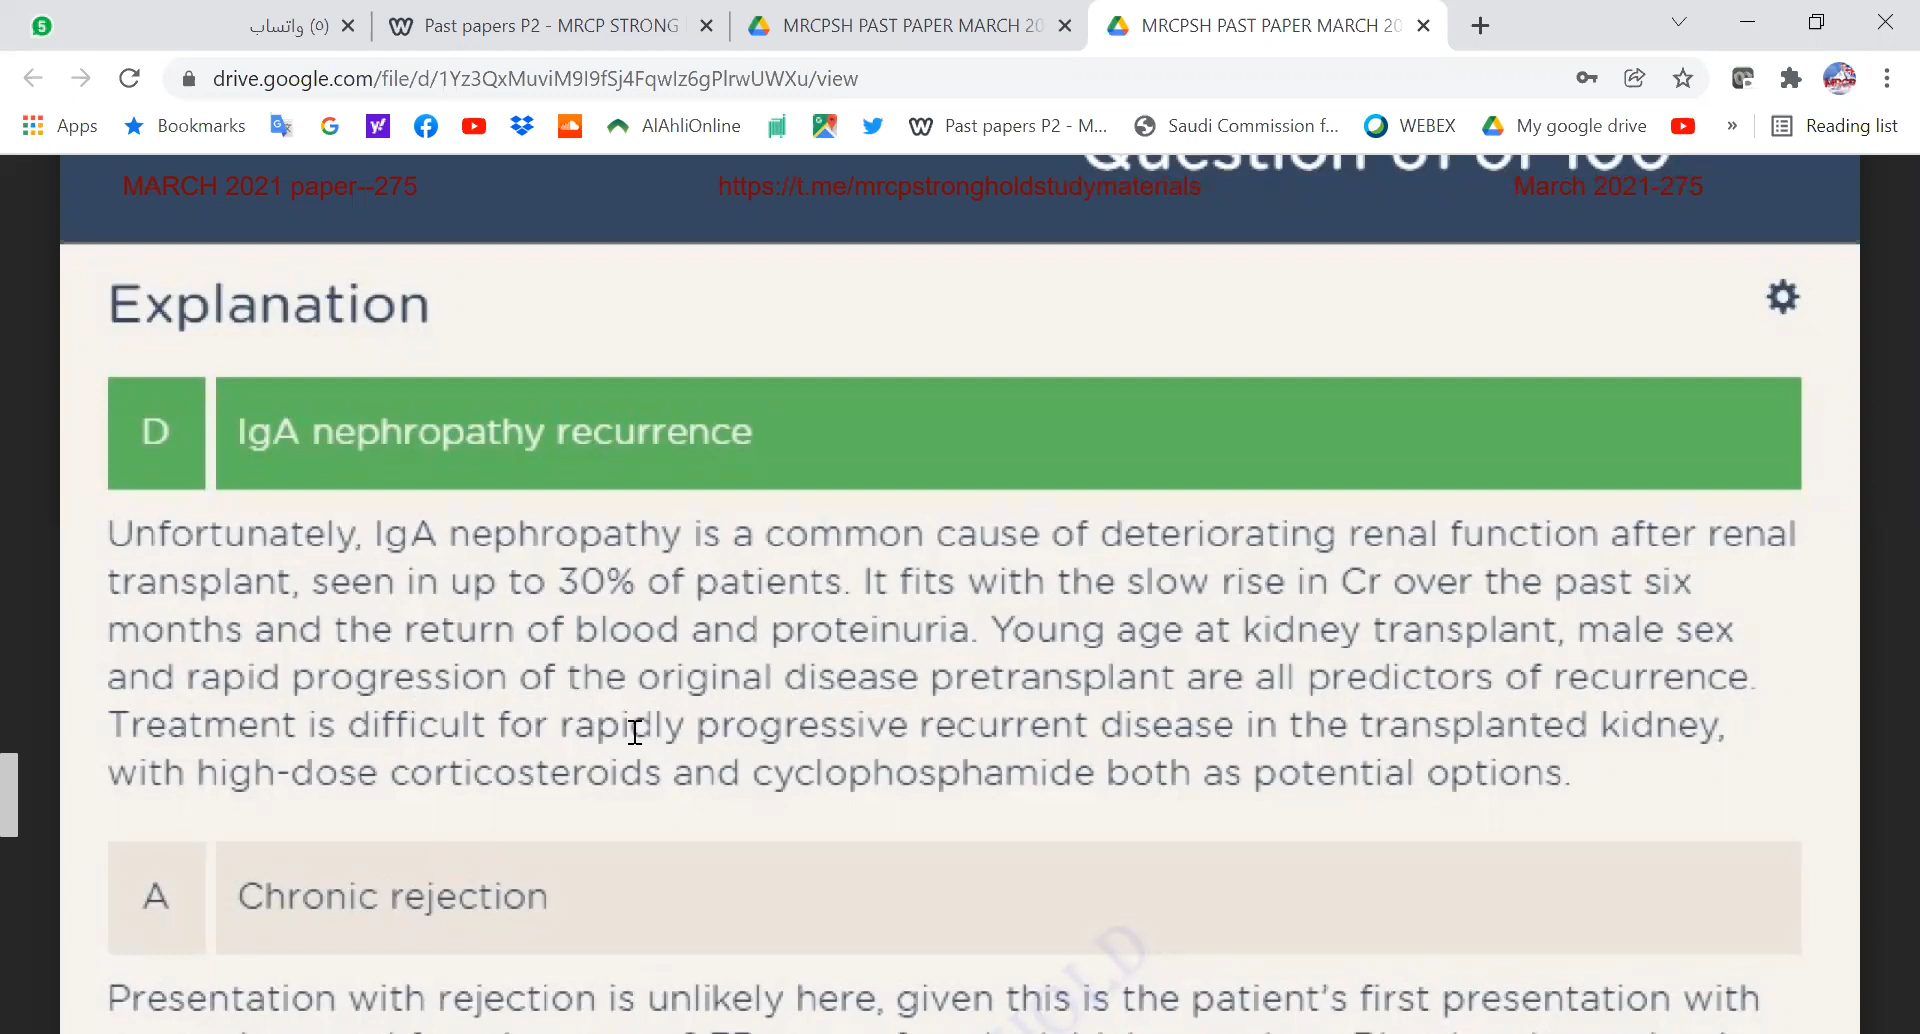 5
واتساب (٥)
Past papers P2 - MRCP STRONG
MRCPSH PAST PAPER MARCH 20
MRCPSH PAST PAPER MARCH 20
drive.google.com/file/d/1Yz3QxMuviM9I9fSj4FqwIz6gPlrwUWXu/view
Apps
Bookmarks
AlAhliOnline
Past papers P2 - M...
Saudi Commission f...
WEBEX
My google drive
»
Reading list
Question 61 of 100
MARCH 2021 paper--275
https://t.me/mrcpstrongholdstudymaterials
March 2021-275
Explanation
D
IgA nephropathy recurrence
Unfortunately, IgA nephropathy is a common cause of deteriorating renal function after renal
transplant, seen in up to 30% of patients. It fits with the slow rise in Cr over the past six
months and the return of blood and proteinuria. Young age at kidney transplant, male sex
and rapid progression of the original disease pretransplant are all predictors of recurrence.
Treatment is difficult for rapidly progressive recurrent disease in the transplanted kidney,
with high-dose corticosteroids and cyclophosphamide both as potential options.
A
Chronic rejection
Presentation with rejection is unlikely here, given this is the patient's first presentation with